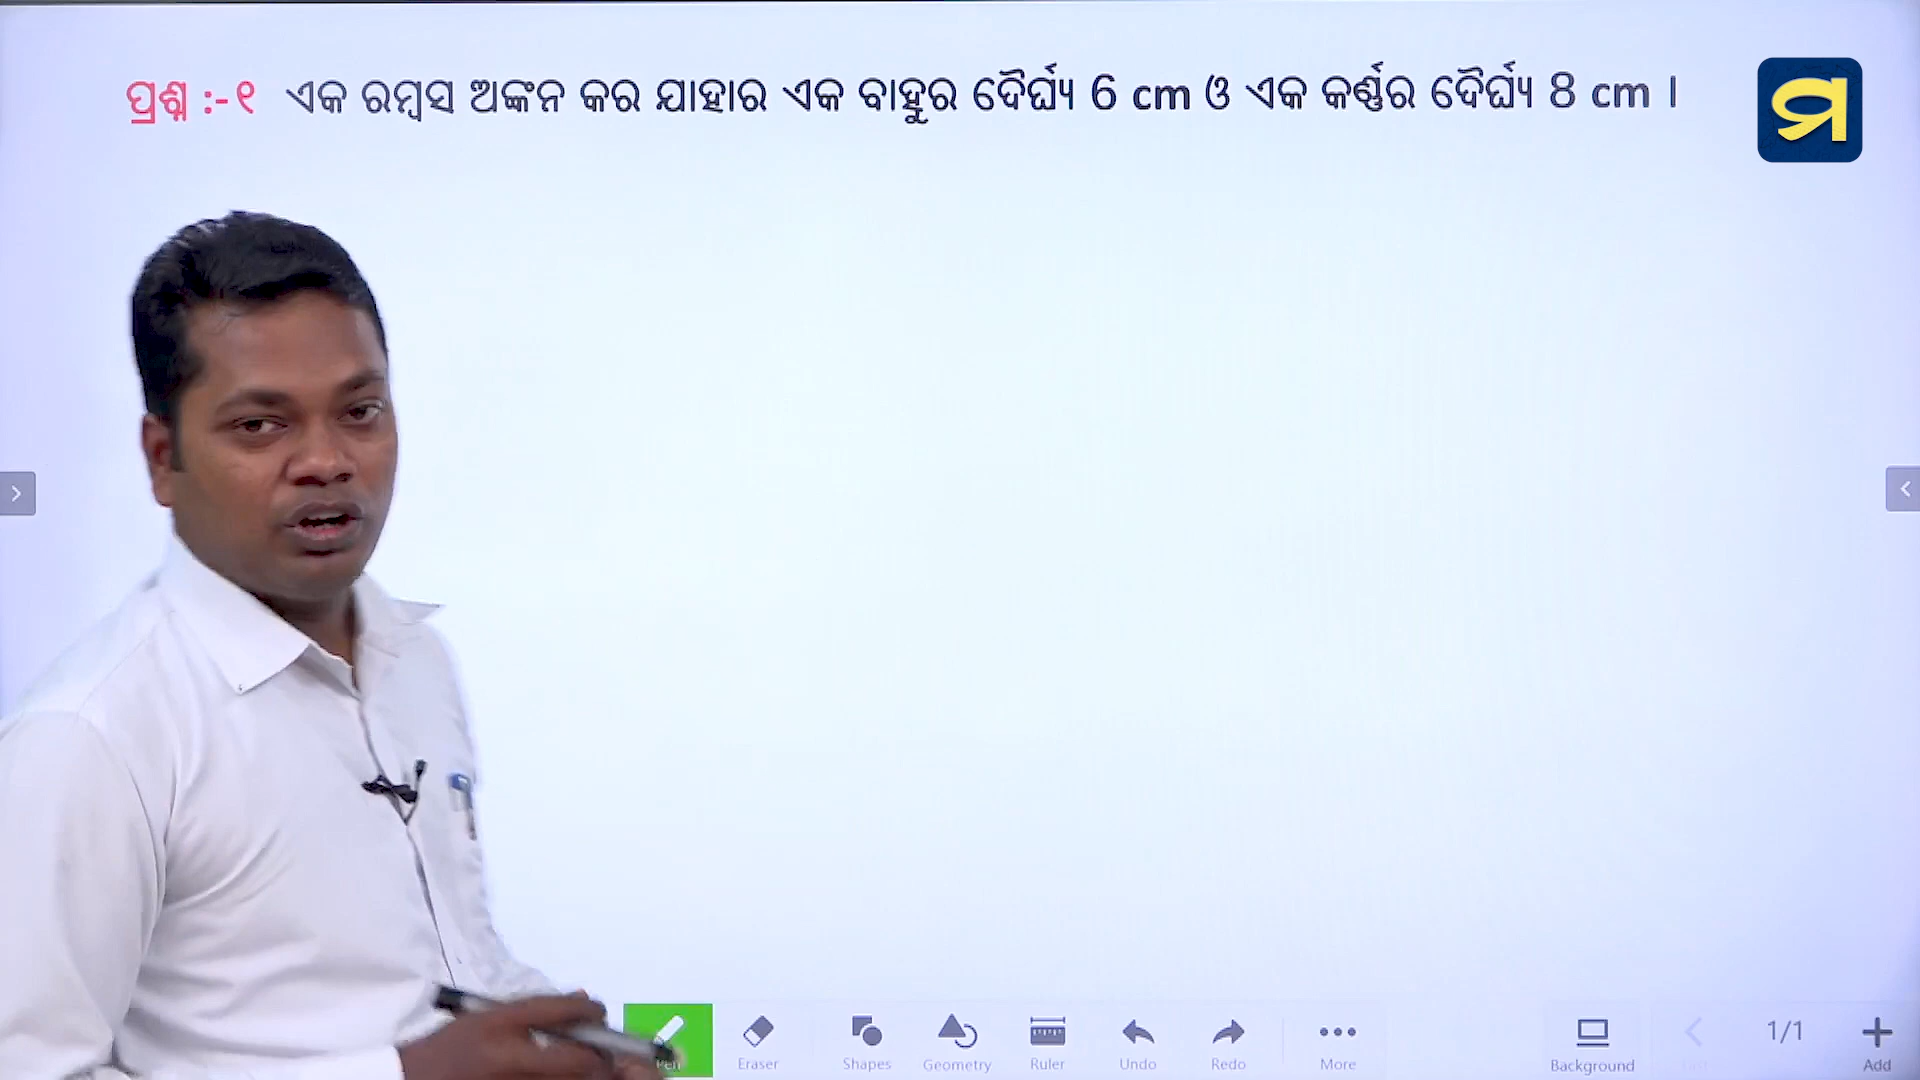 ପ୍ରଶ୍ନ :-୧ ଏକ ରମ୍ବସ ଅଙ୍କନ କର ଯାହାର ଏକ ବାହୁର ଦୈର୍ଘ୍ୟ 6 cm ଓ ଏକ କର୍ଣ୍ଣର ଦୈର୍ଘ୍ୟ 8 cm ।
ମ
Eraser Shapes Geometry Ruler Undo Redo More Background 1/1 Add